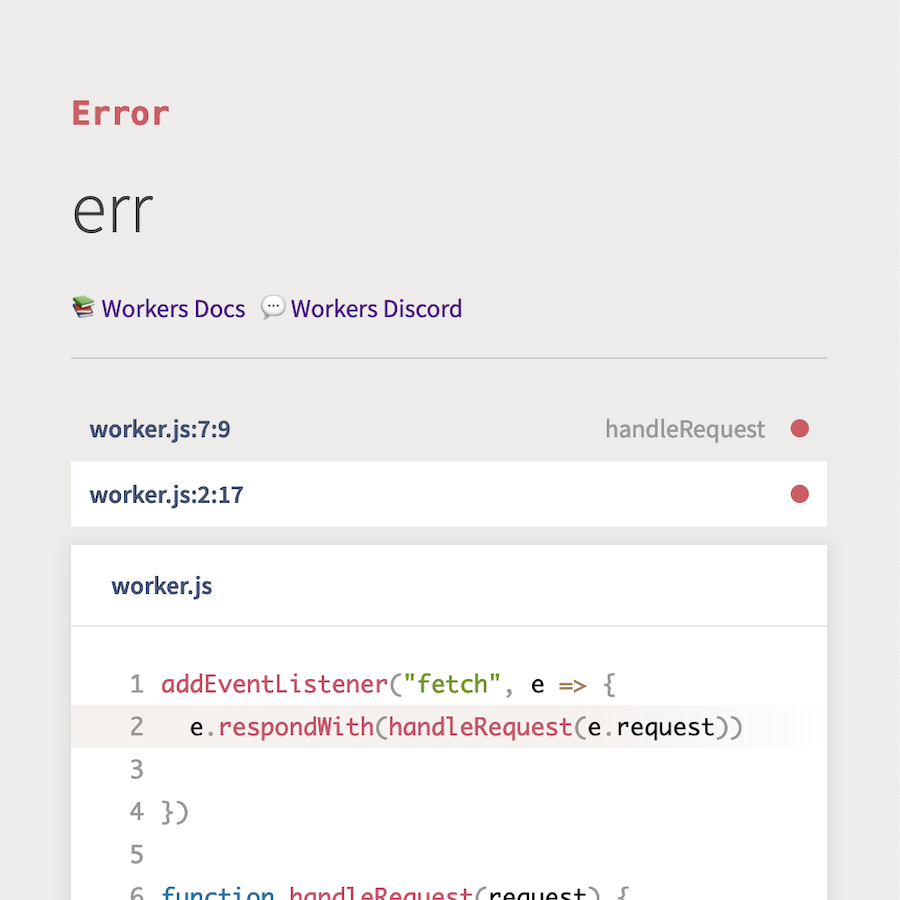 Error
err
📚 Workers Docs 💬 Workers Discord
worker.js:7:9 handleRequest
worker.js:2:17
worker.js
1 addEventListener("fetch", e => {
2 e.respondWith(handleRequest(e.request))
3
4 })
5
6 function handleRequest(request) {